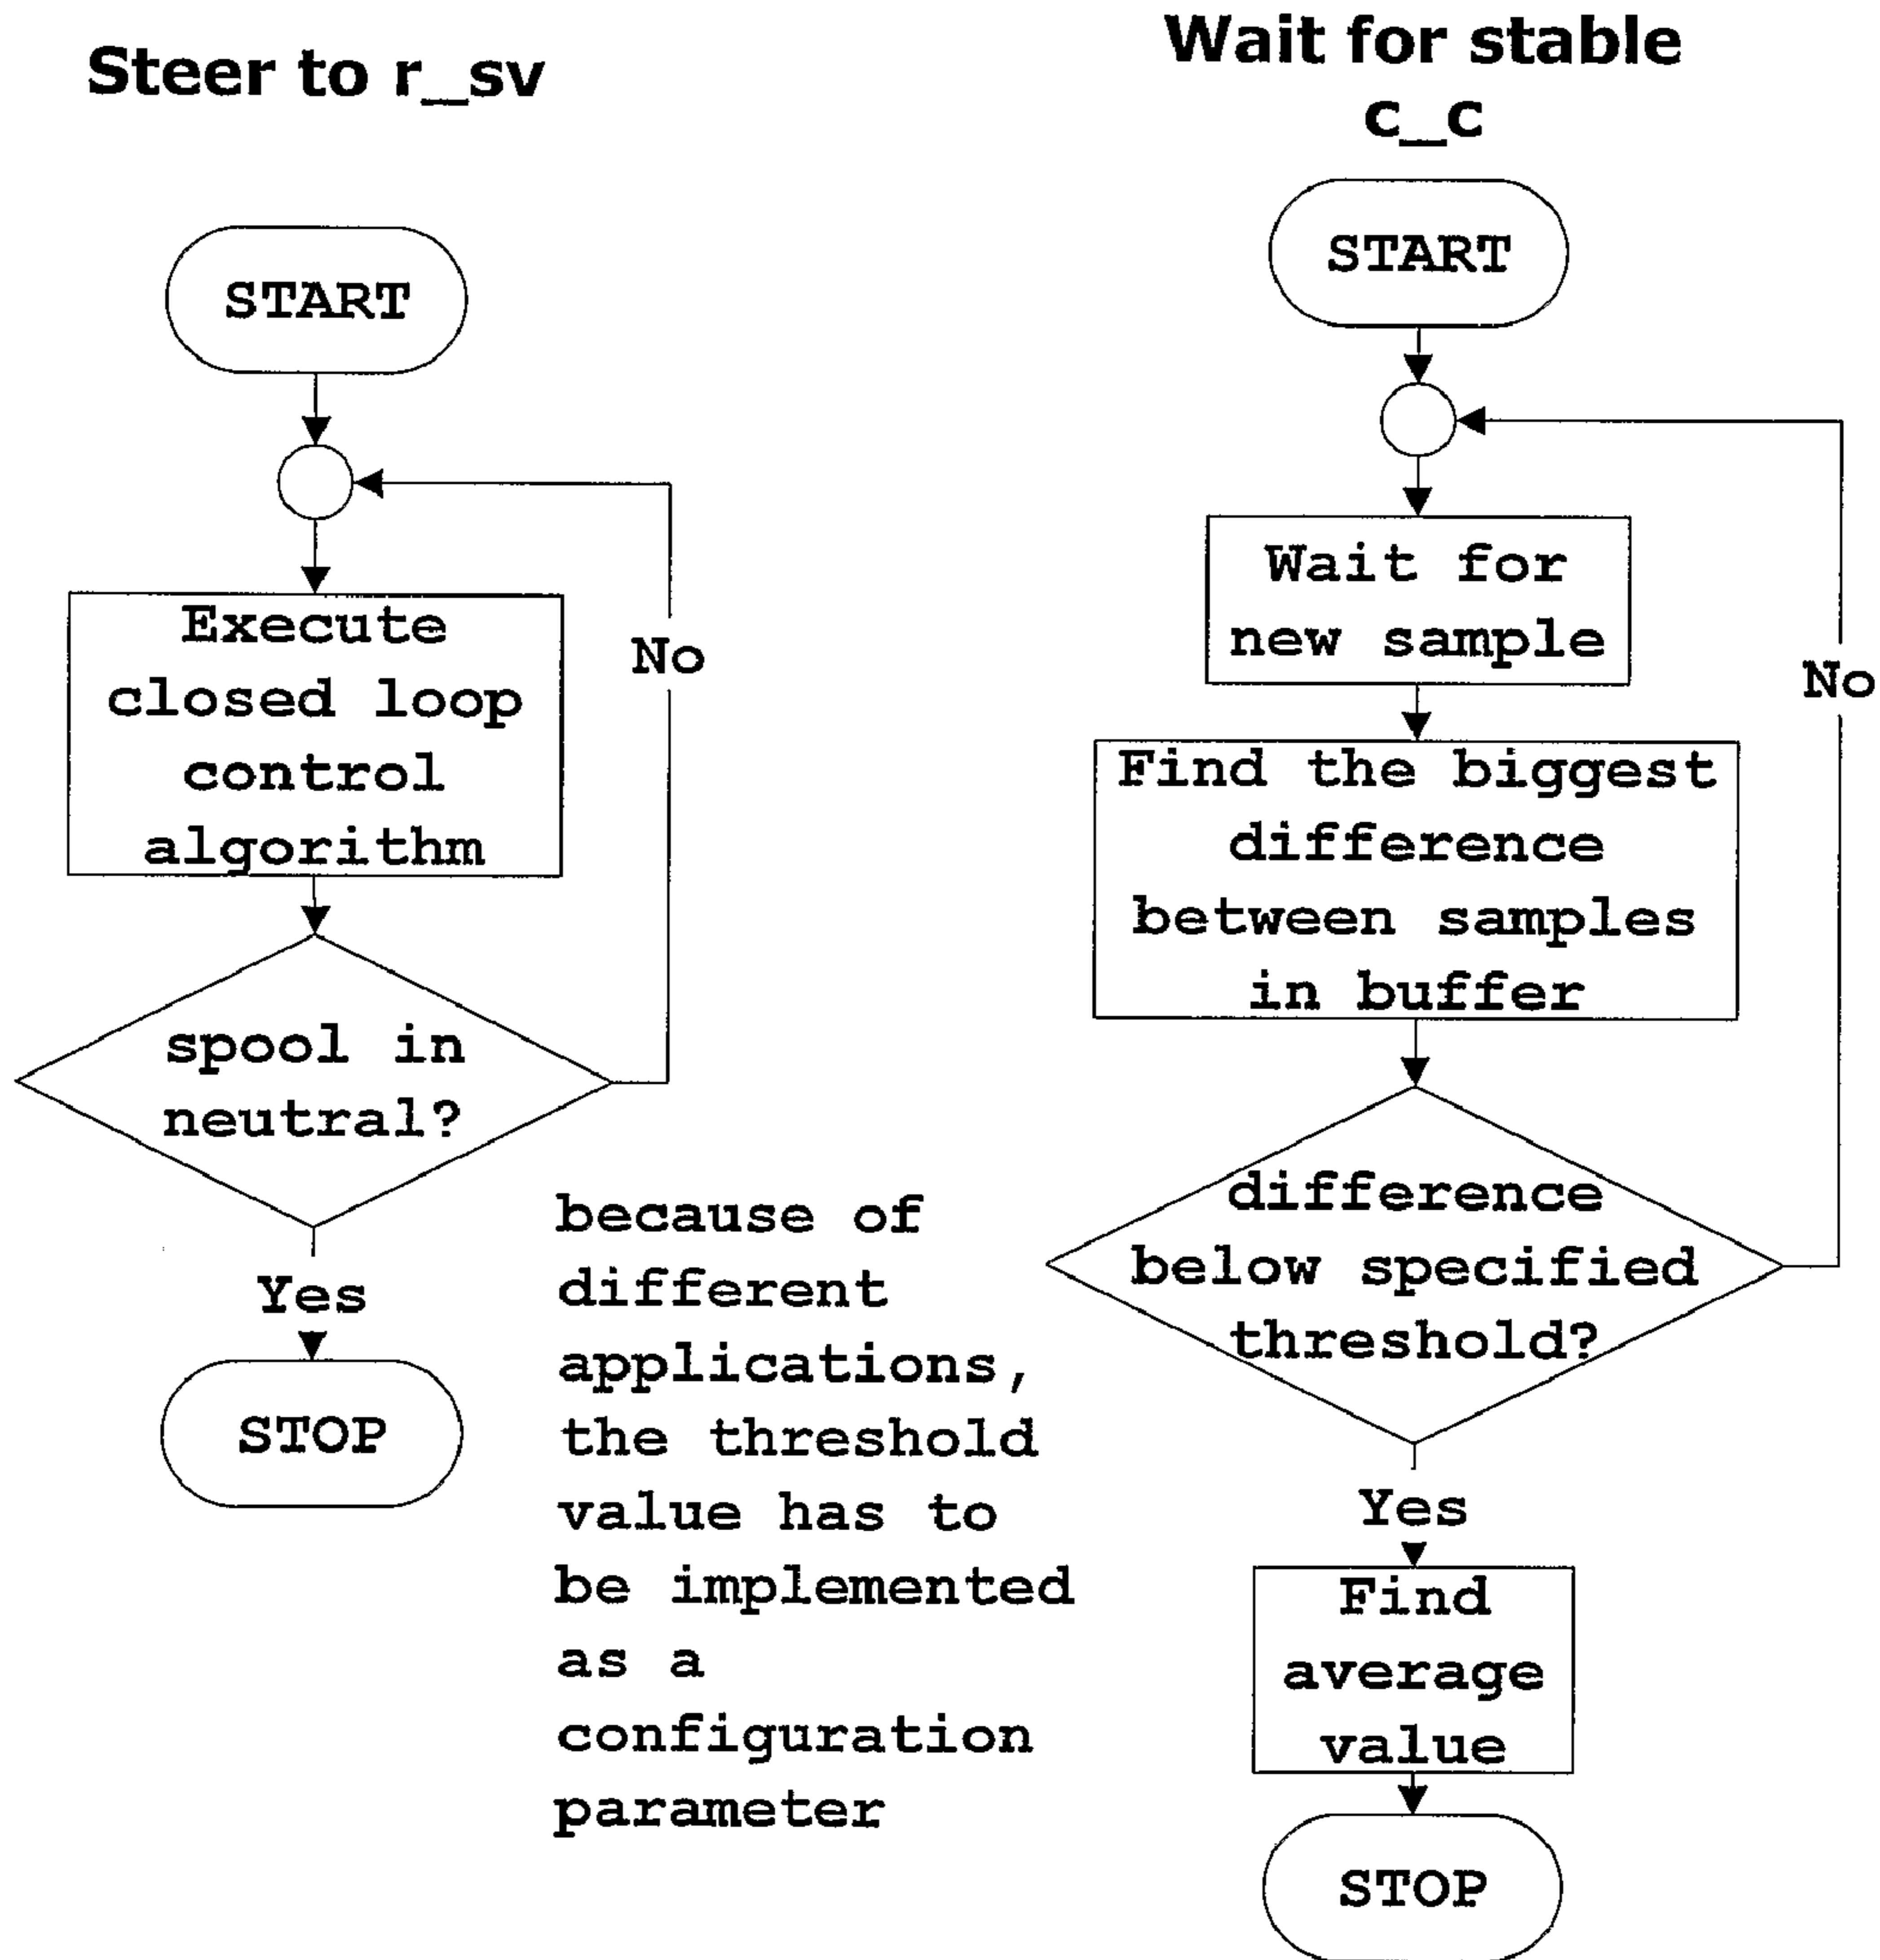 Steer to r_sv
START
Execute
closed loop
control
algorithm
No
spool in
neutral?
Yes
STOP
because of
different
applications,
the threshold
value has to
be implemented
as a
configuration
parameter
Wait for stable
c_c
START
Wait for
new sample
No
Find the biggest
difference
between samples
in buffer
difference
below specified
threshold?
Yes
Find
average
value
STOP